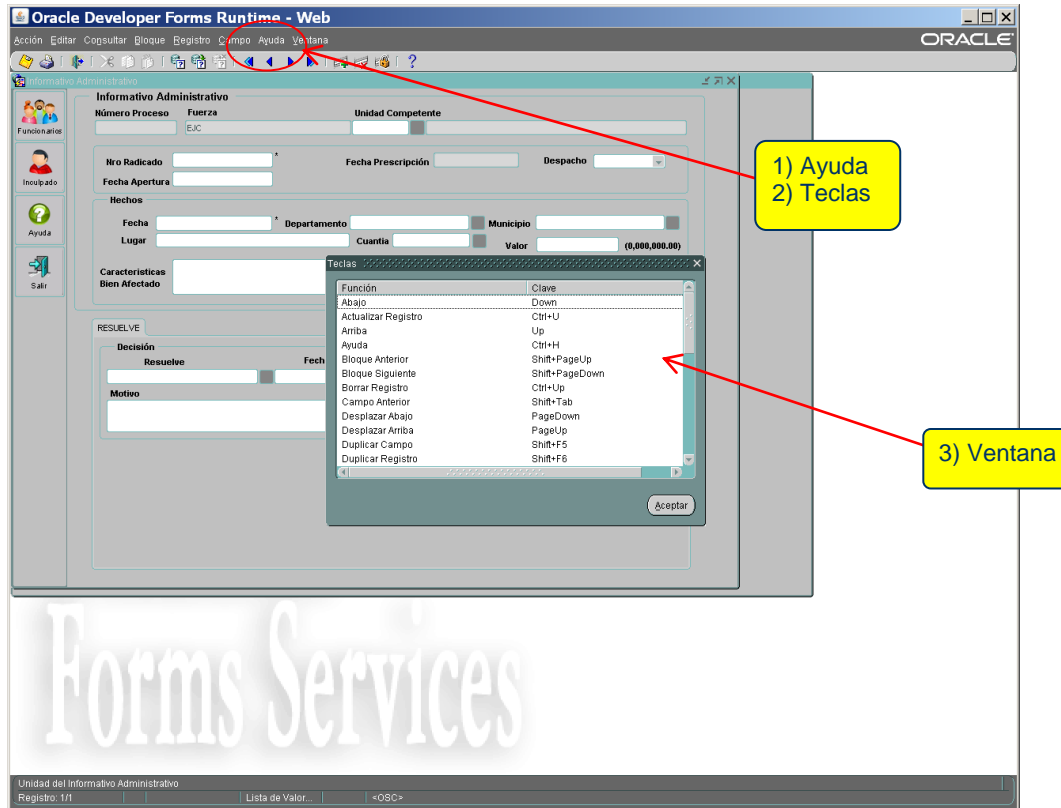 Oracle Developer Forms Runtime - Web
Acción Editar Consultar Bloque Registro Campo Ayuda Ventana
ORACLE
Informativo Administrativo
Funcionarios
Inculpado
Ayuda
Salir
Informativo Administrativo
Número Proceso Fuerza Unidad Competente
EJC
Nro Radicado * Fecha Prescripción Despacho
Fecha Apertura
Hechos
Fecha * Departamento Municipio
Lugar Cuantia Valor (0,000,000.00)
Caracteristicas
Bien Afectado
RESUELVE
Decisión
Resuelve Fech
Motivo
Teclas
Función Clave
Abajo Down
Actualizar Registro Ctrl+U
Arriba Up
Ayuda Ctrl+H
Bloque Anterior Shift+PageUp
Bloque Siguiente Shift+PageDown
Borrar Registro Ctrl+Up
Campo Anterior Shift+Tab
Desplazar Abajo PageDown
Desplazar Arriba PageUp
Duplicar Campo Shift+F5
Duplicar Registro Shift+F6
Aceptar
1) Ayuda
2) Teclas
3) Ventana
Forms Services
Unidad del Informativo Administrativo
Registro: 1/1 Lista de Valor... <OSC>